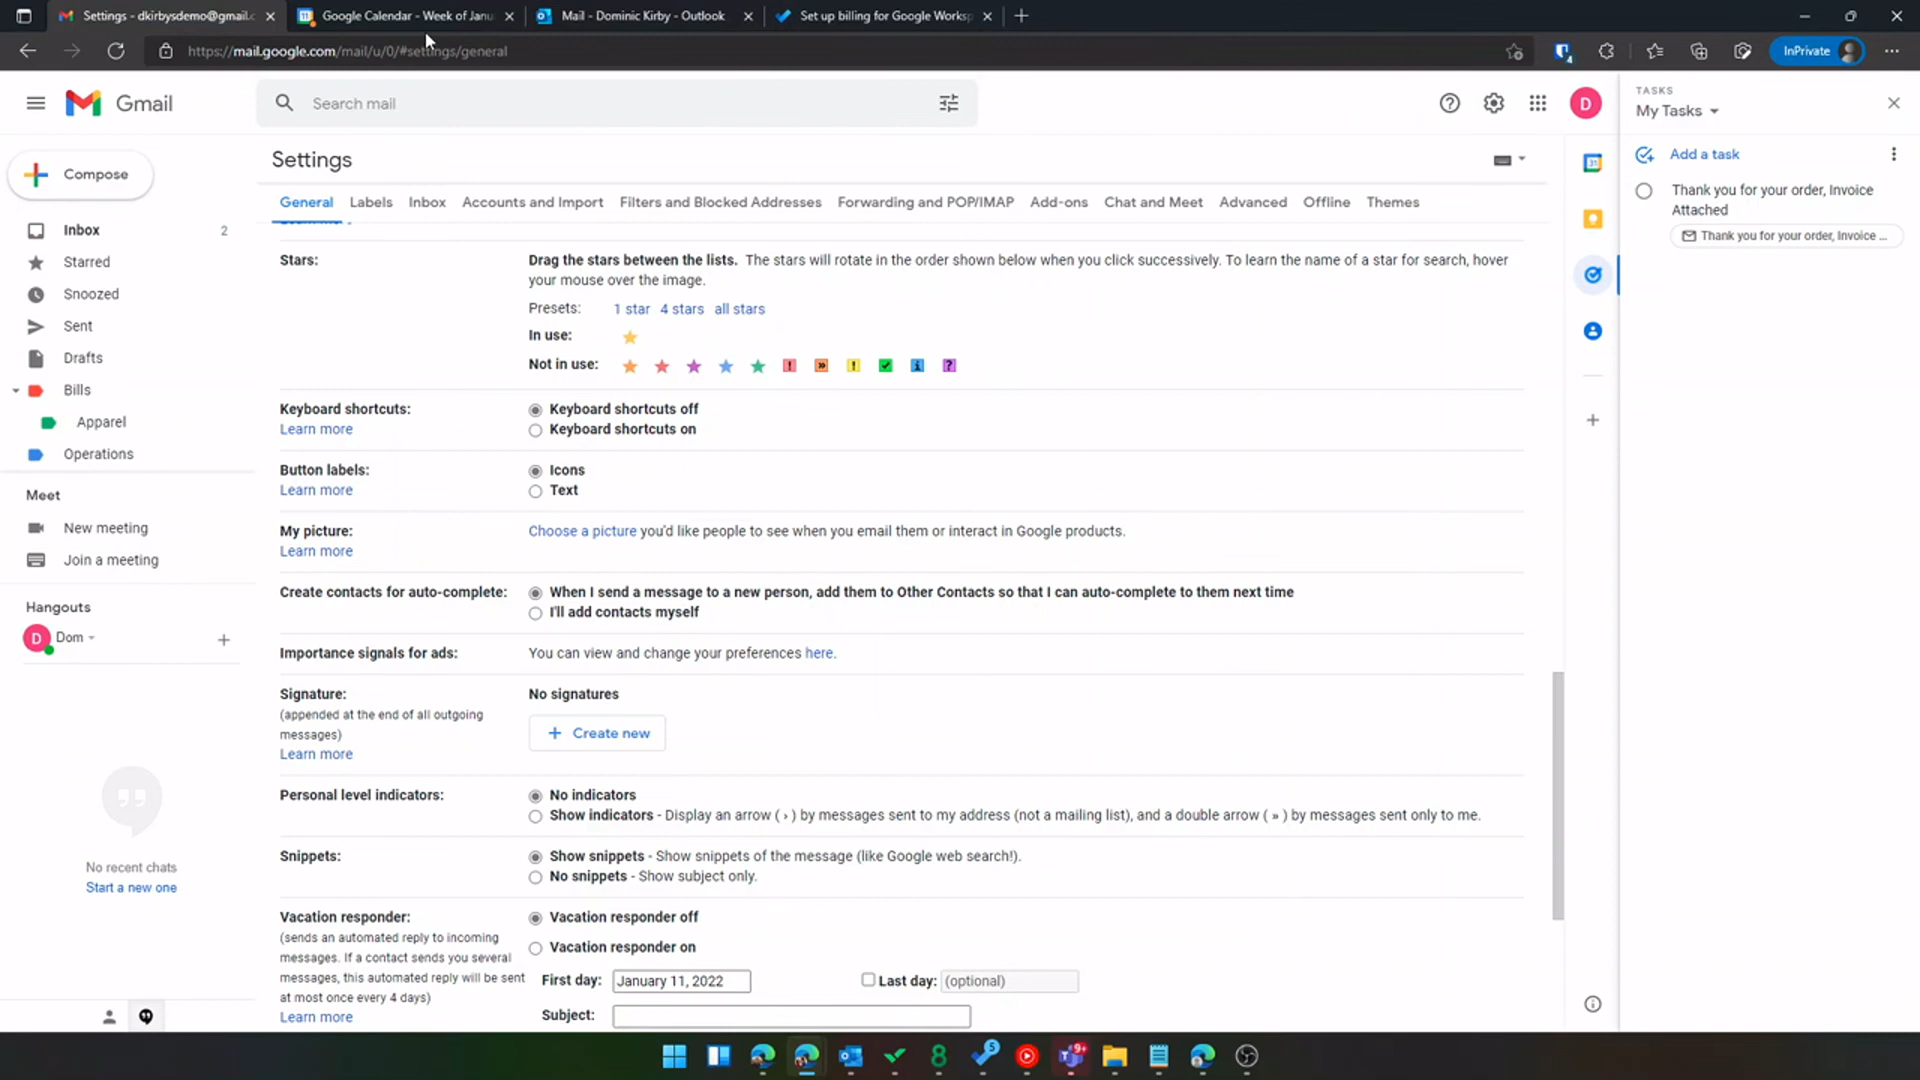 Settings - dkirbysdemo@gmail.c
Google Calendar - Week of Janu
Mail - Dominic Kirby - Outlook
Set up billing for Google Worksp
https://mail.google.com/mail/u/0/#settings/general
InPrivate
Gmail
Search mail
D
TASKS
My Tasks
Add a task
Thank you for your order, Invoice
Attached
Thank you for your order, Invoice ...
Compose
Inbox 2
Starred
Snoozed
Sent
Drafts
Bills
Apparel
Operations
Meet
New meeting
Join a meeting
Hangouts
D Dom
No recent chats
Start a new one
Settings
General Labels Inbox Accounts and Import Filters and Blocked Addresses Forwarding and POP/IMAP Add-ons Chat and Meet Advanced Offline Themes
Stars:
Drag the stars between the lists. The stars will rotate in the order shown below when you click successively. To learn the name of a star for search, hover
your mouse over the image.
Presets: 1 star 4 stars all stars
In use:
Not in use:
Keyboard shortcuts:
Learn more
Keyboard shortcuts off
Keyboard shortcuts on
Button labels:
Learn more
Icons
Text
My picture:
Learn more
Choose a picture you'd like people to see when you email them or interact in Google products.
Create contacts for auto-complete:
When I send a message to a new person, add them to Other Contacts so that I can auto-complete to them next time
I'll add contacts myself
Importance signals for ads:
You can view and change your preferences here.
Signature:
(appended at the end of all outgoing
messages)
Learn more
No signatures
Create new
Personal level indicators:
No indicators
Show indicators - Display an arrow ( › ) by messages sent to my address (not a mailing list), and a double arrow ( » ) by messages sent only to me.
Snippets:
Show snippets - Show snippets of the message (like Google web search!).
No snippets - Show subject only.
Vacation responder:
(sends an automated reply to incoming
messages. If a contact sends you several
messages, this automated reply will be sent
at most once every 4 days)
Learn more
Vacation responder off
Vacation responder on
First day: January 11, 2022 Last day: (optional)
Subject: